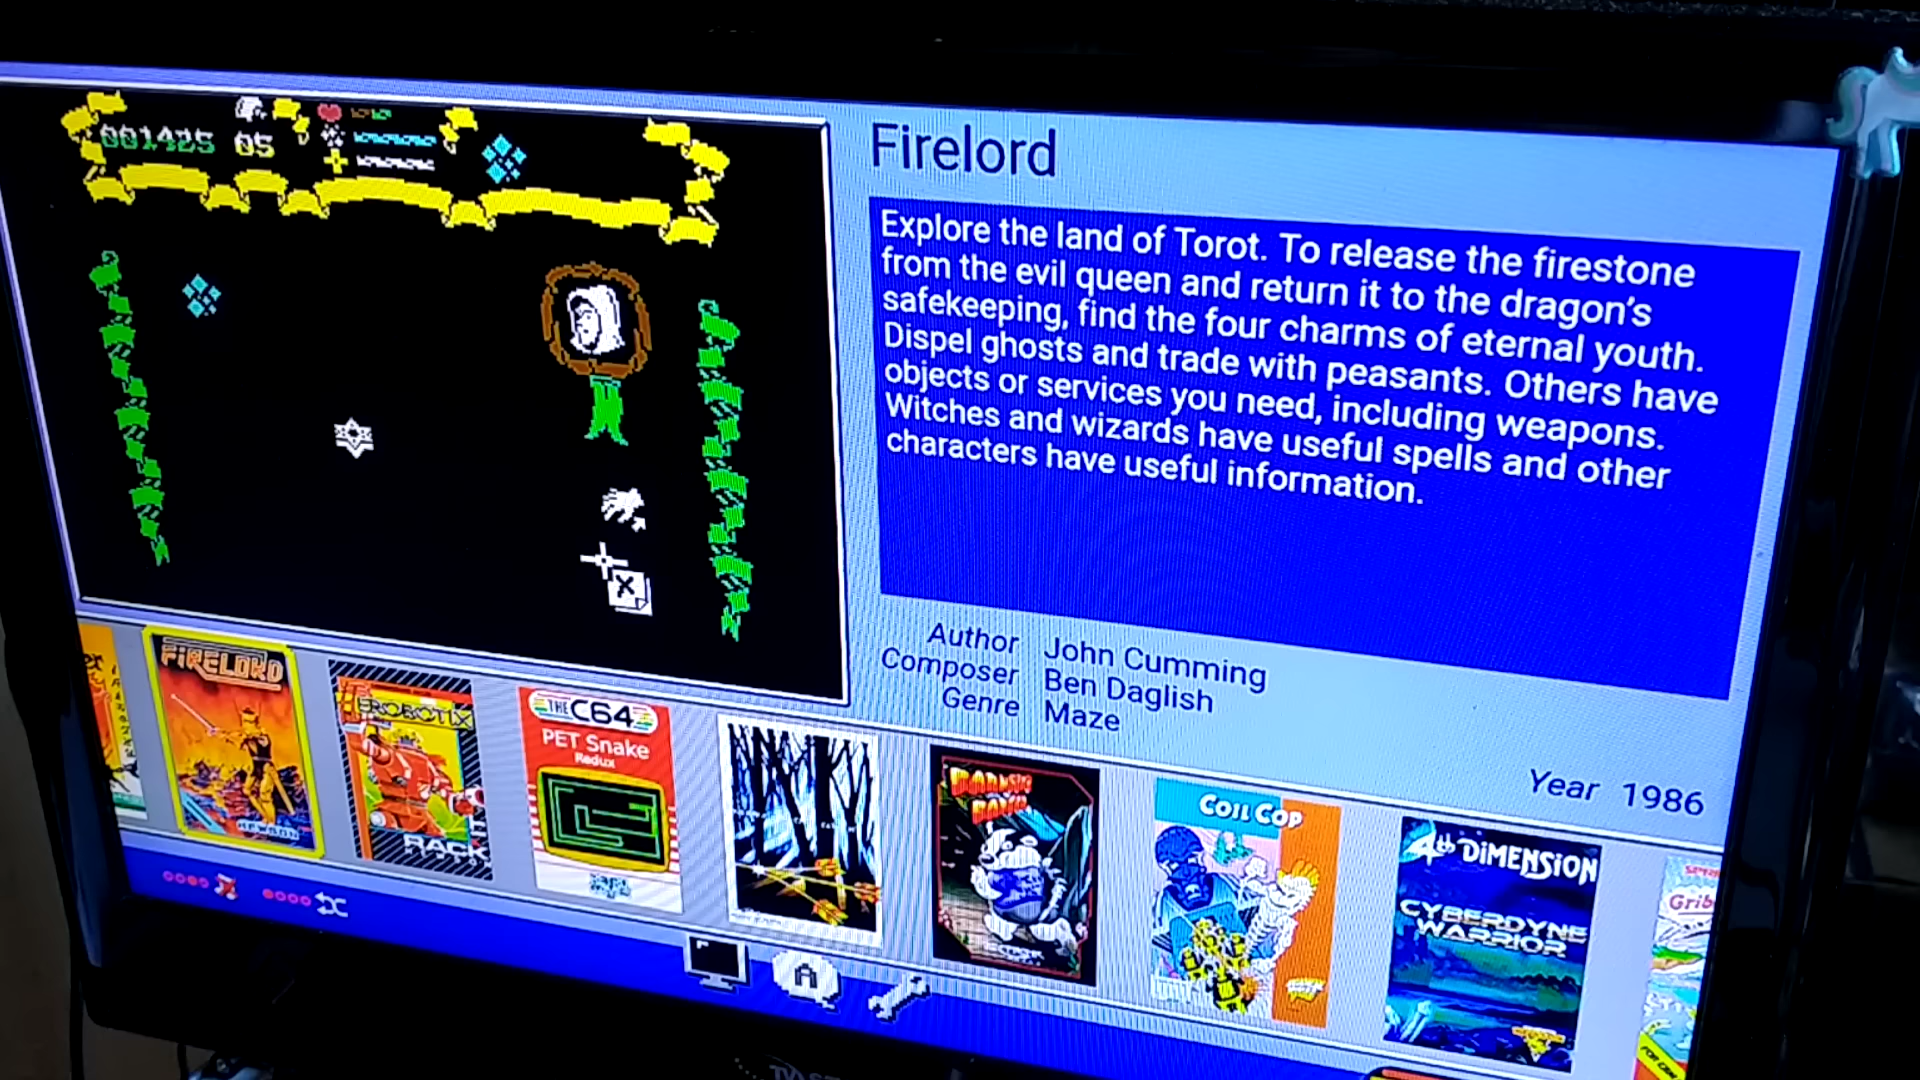 001425 05
Firelord
Explore the land of Torot. To release the firestone
from the evil queen and return it to the dragon's
safekeeping, find the four charms of eternal youth.
Dispel ghosts and trade with peasants. Others have
objects or services you need, including weapons.
Witches and wizards have useful spells and other
characters have useful information.
Author John Cumming
Composer Ben Daglish
Genre Maze
Year 1986
FIRELORD
HEWSON
RACK
THE C64
PET Snake
Redux
COIL COP
4th DIMENSION
CYBERDYNE
WARRIOR
Grib
A